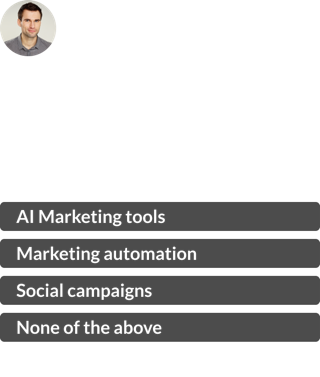 AI Marketing tools
Marketing automation
Social campaigns
None of the above